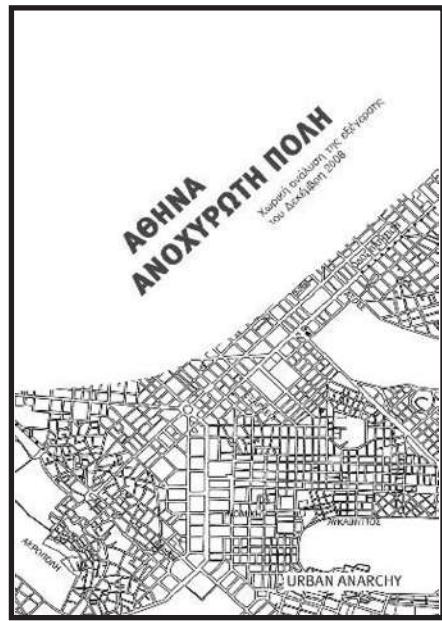 ΑΘΗΝΑ
ΑΝΟΧΥΡΩΤΗ ΠΟΛΗ
Χωρική ανάλυση της εξέγερσης
του Δεκέμβρη 2008
ΛΥΚΑΒΗΤΤΟΣ
ΑΚΡΟΠΟΛΗ
URBAN ANARCHY